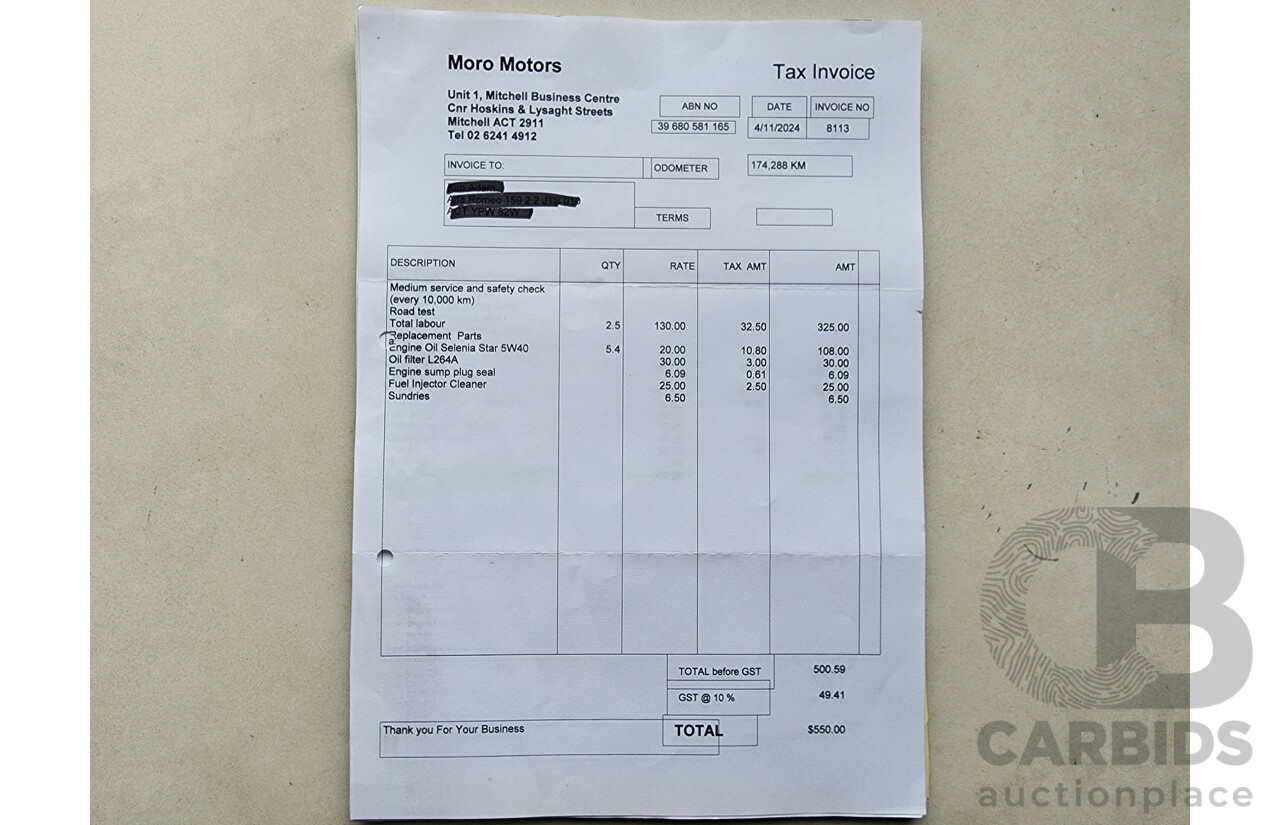 Moro Motors
Tax Invoice
Unit 1, Mitchell Business Centre
Cnr Hoskins & Lysaght Streets
Mitchell ACT 2911
Tel 02 6241 4912
ABN NO DATE INVOICE NO
39 680 581 165 4/11/2024 8113
INVOICE TO: ODOMETER 174,288 KM
TERMS
DESCRIPTION QTY RATE TAX AMT AMT
Medium service and safety check
(every 10,000 km)
Road test
Total labour 2.5 130.00 32.50 325.00
Replacement Parts
Engine Oil Selenia Star 5W40 5.4 20.00 10.80 108.00
Oil filter L264A 30.00 3.00 30.00
Engine sump plug seal 6.09 0.61 6.09
Fuel Injector Cleaner 25.00 2.50 25.00
Sundries 6.50 6.50
TOTAL before GST 500.59
GST @ 10 % 49.41
Thank you For Your Business TOTAL $550.00
CB
CARBIDS
auctionplace